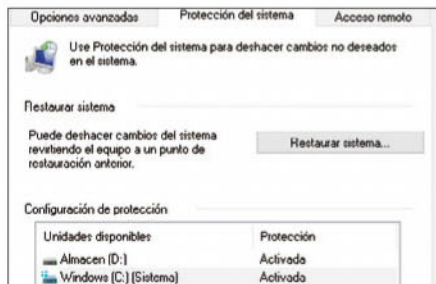 Opciones avanzadas Protección del sistema Acceso remoto
Use Protección del sistema para deshacer cambios no deseados
en el sistema.
Restaurar sistema
Puede deshacer cambios del sistema
revirtiendo el equipo a un punto de
restauración anterior.
Restaurar sistema...
Configuración de protección
Unidades disponibles Protección
Almacen (D:) Activada
Windows (C:) (Sistema) Activada